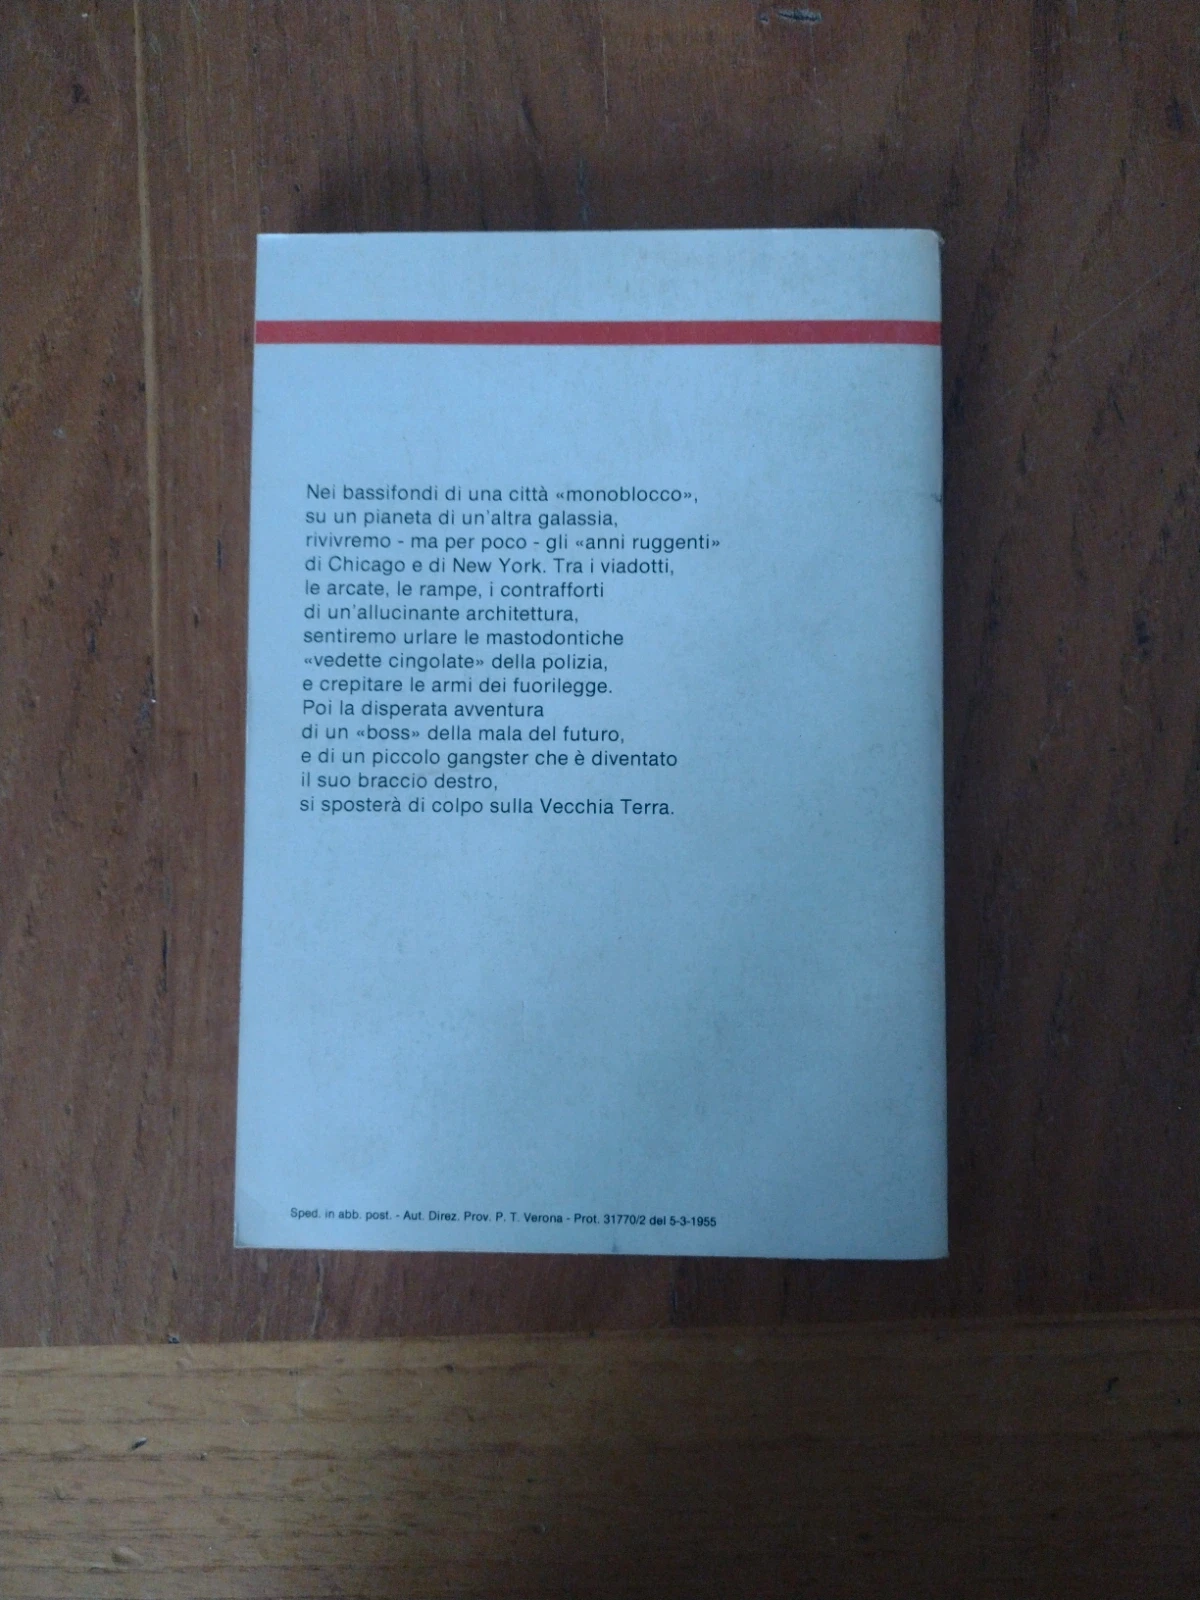 Nei bassifondi di una città «monoblocco»,
su un pianeta di un'altra galassia,
rivivremo - ma per poco - gli «anni ruggenti»
di Chicago e di New York. Tra i viadotti,
le arcate, le rampe, i contrafforti
di un'allucinante architettura,
sentiremo urlare le mastodontiche
«vedette cingolate» della polizia,
e crepitare le armi dei fuorilegge.
Poi la disperata avventura
di un «boss» della mala del futuro,
e di un piccolo gangster che è diventato
il suo braccio destro,
si sposterà di colpo sulla Vecchia Terra.
Sped. in abb. post. - Aut. Direz. Prov. P. T. Verona - Prot. 31770/2 del 5-3-1955